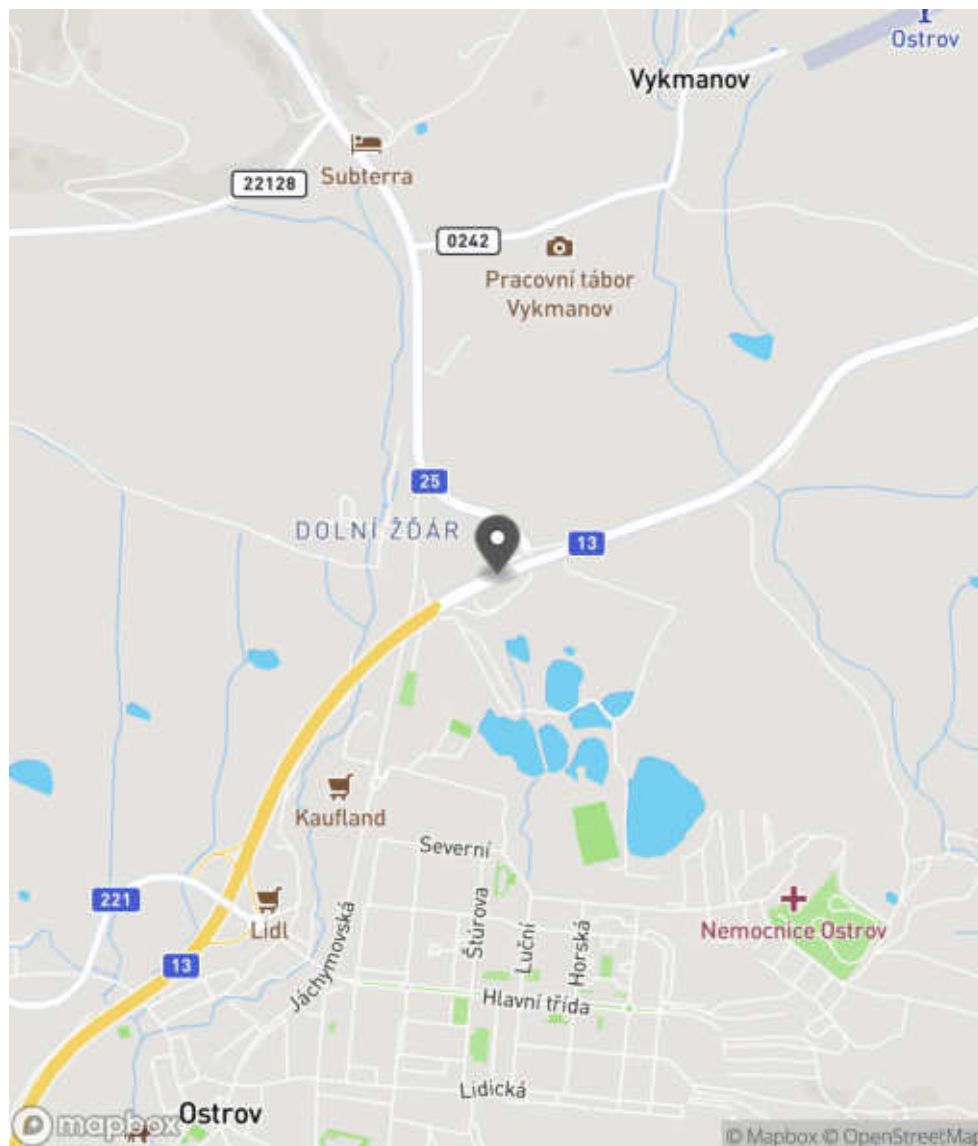 Ostrov
Vykmanov
22128
Subterra
0242
Pracovní tábor
Vykmanov
25
DOLNÍ ŽĎÁR
13
Kaufland
Severní
221
Lidl
Jáchymovská
Štúrova
Luční
Horská
Nemocnice Ostrov
13
Hlavní třída
Lidická
Ostrov
mapbox
© Mapbox © OpenStreetMap